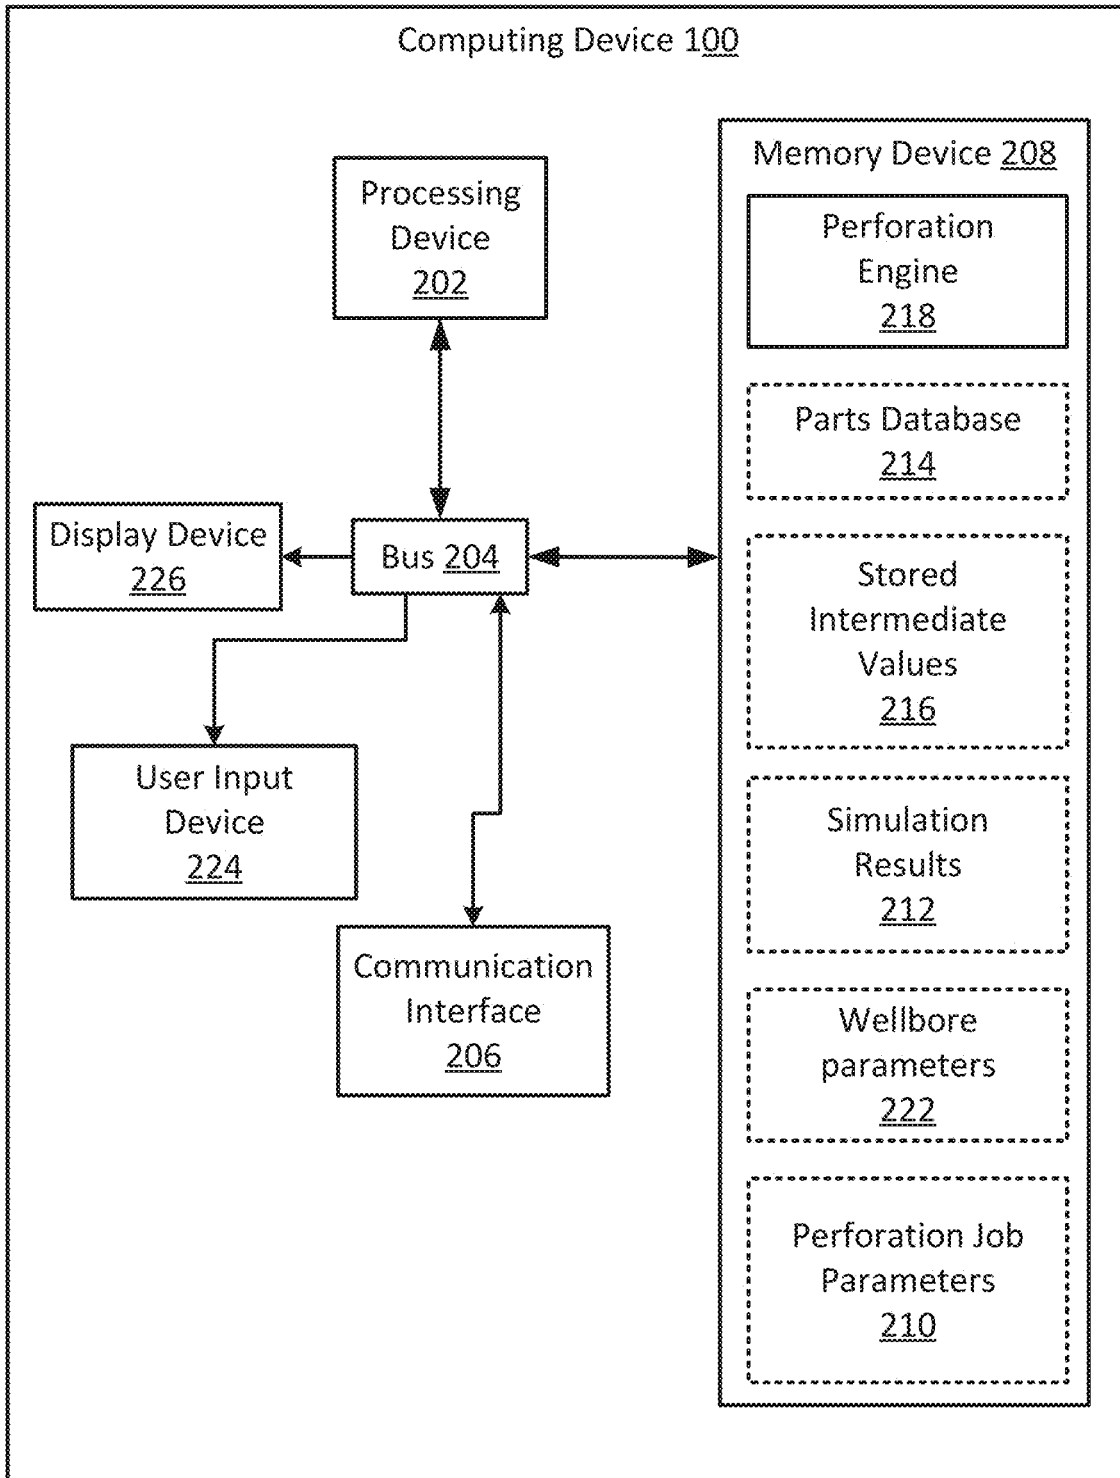 Computing Device 100
Processing
Device
202
Memory Device 208
Perforation
Engine
218
Parts Database
214
Display Device
226
Bus 204
Stored
Intermediate
Values
216
User Input
Device
224
Simulation
Results
212
Communication
Interface
206
Wellbore
parameters
222
Perforation Job
Parameters
210